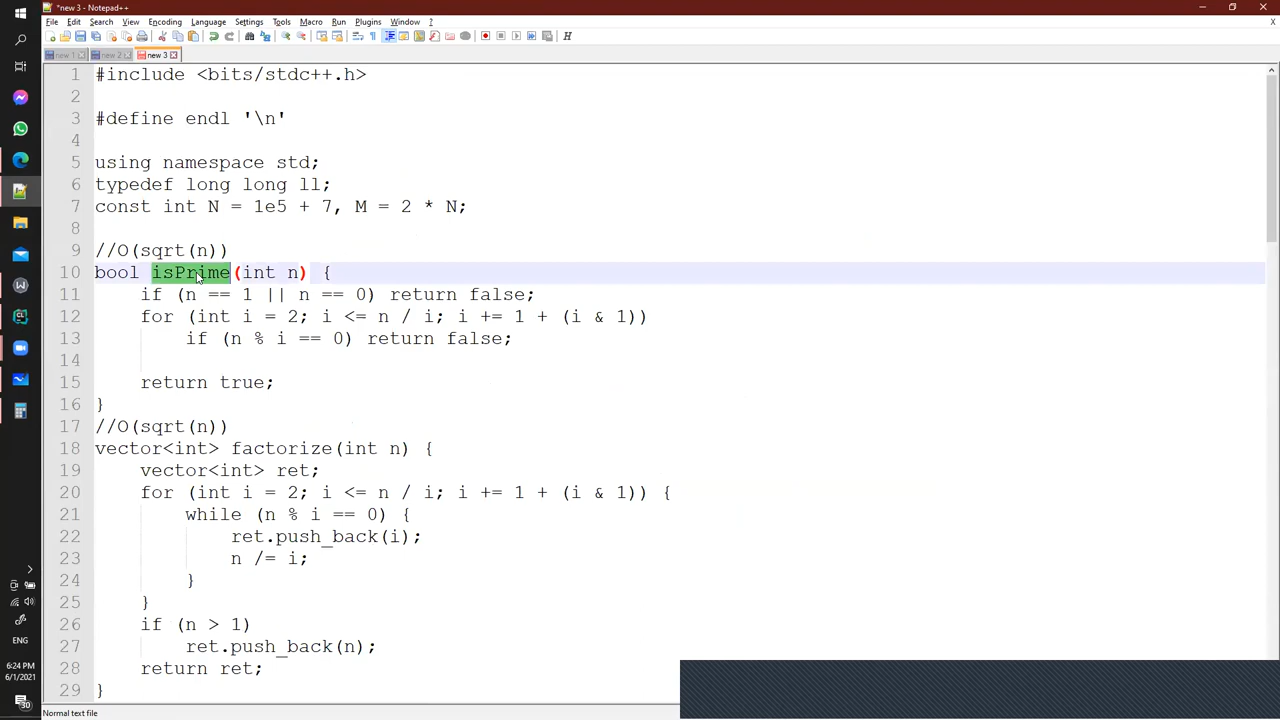 *new 3 - Notepad++
File Edit Search View Encoding Language Settings Tools Macro Run Plugins Window ?
new 1 new 2 new 3
1 #include <bits/stdc++.h>
2
3 #define endl '\n'
4
5 using namespace std;
6 typedef long long ll;
7 const int N = 1e5 + 7, M = 2 * N;
8
9 //O(sqrt(n))
10 bool isPrime(int n) {
11 if (n == 1 || n == 0) return false;
12 for (int i = 2; i <= n / i; i += 1 + (i & 1))
13 if (n % i == 0) return false;
14
15 return true;
16 }
17 //O(sqrt(n))
18 vector<int> factorize(int n) {
19 vector<int> ret;
20 for (int i = 2; i <= n / i; i += 1 + (i & 1)) {
21 while (n % i == 0) {
22 ret.push_back(i);
23 n /= i;
24 }
25 }
26 if (n > 1)
27 ret.push_back(n);
28 return ret;
29 }
ENG
6:24 PM
6/1/2021
30
Normal text file